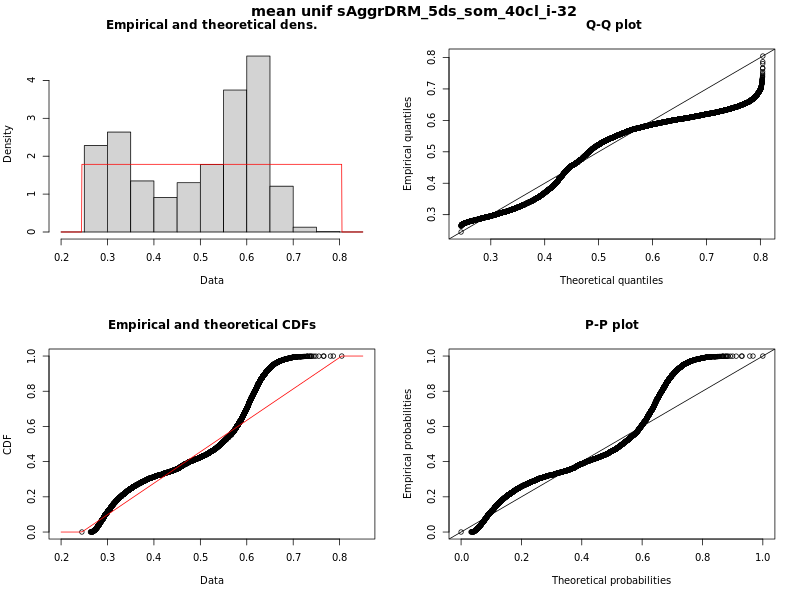 mean unif sAggrDRM_5ds_som_40cl_i-32
Empirical and theoretical dens.
Density
0 1 2 3 4
0.2 0.3 0.4 0.5 0.6 0.7 0.8
Data
Q-Q plot
Empirical quantiles
0.3 0.4 0.5 0.6 0.7 0.8
0.3 0.4 0.5 0.6 0.7 0.8
Theoretical quantiles
Empirical and theoretical CDFs
CDF
0.0 0.2 0.4 0.6 0.8 1.0
0.2 0.3 0.4 0.5 0.6 0.7 0.8
Data
P-P plot
Empirical probabilities
0.0 0.2 0.4 0.6 0.8 1.0
0.0 0.2 0.4 0.6 0.8 1.0
Theoretical probabilities